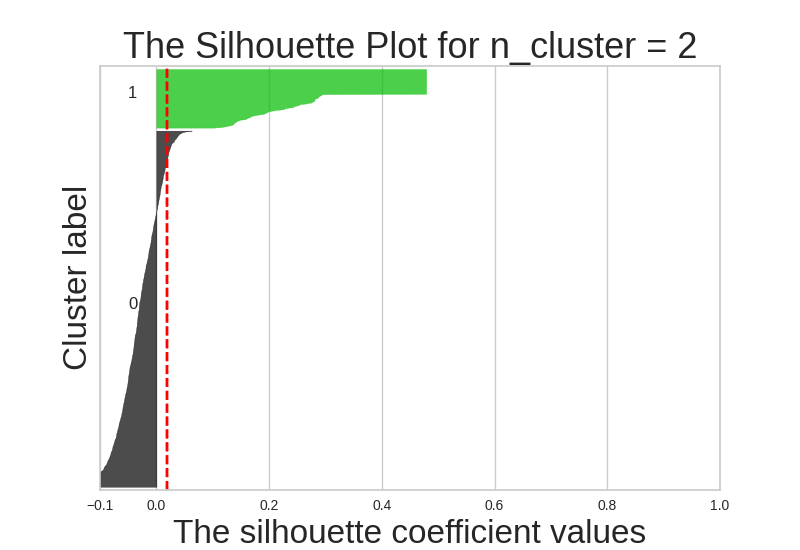 The Silhouette Plot for n_cluster = 2
1
0
Cluster label
−0.1 0.0 0.2 0.4 0.6 0.8 1.0
The silhouette coefficient values